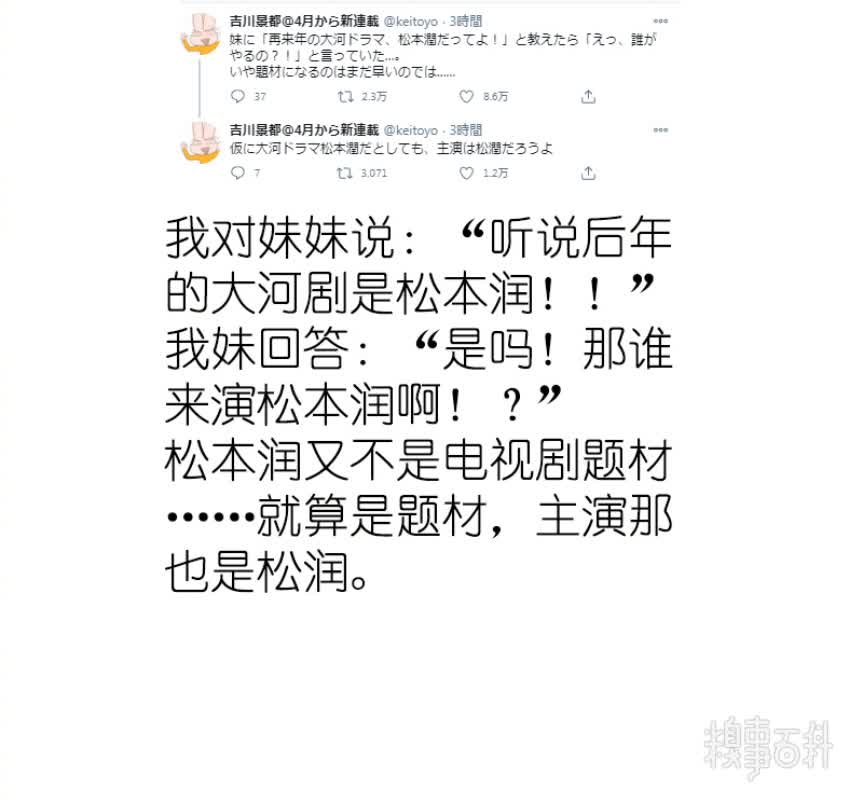 吉川景都@4月から新連載 @keitoyo · 3時間
妹に「再来年の大河ドラマ、松本潤だってよ！」と教えたら「えっ、誰が
やるの？！」と言っていた…。
いや題材になるのはまだ早いのでは……
37 2.3万 8.6万
吉川景都@4月から新連載 @keitoyo · 3時間
仮に大河ドラマ松本潤だとしても、主演は松潤だろうよ
7 3,071 1.2万
我对妹妹说：“听说后年
的大河剧是松本润！！”
我妹回答：“是吗！那谁
来演松本润啊！？”
松本润又不是电视剧题材
……就算是题材，主演那
也是松润。
糗事百科